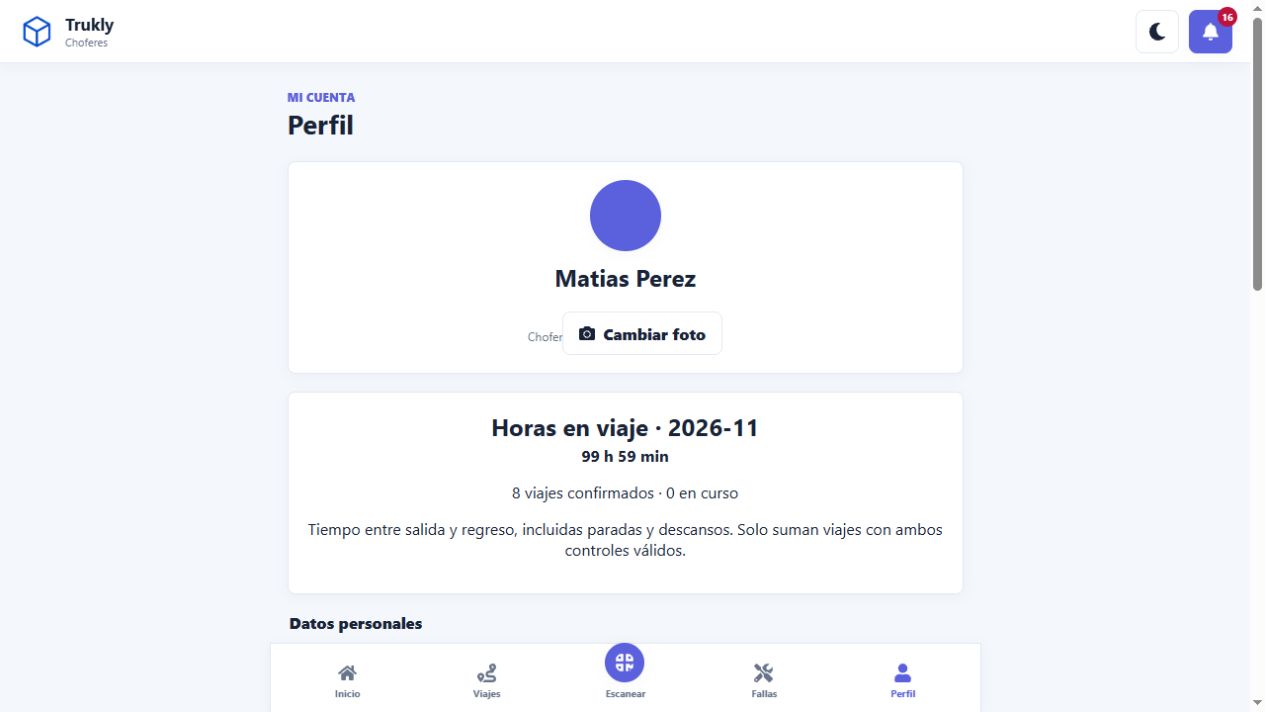 Trukly
Choferes
16
MI CUENTA
Perfil
Matias Perez
Chofer
Cambiar foto
Horas en viaje · 2026-11
99 h 59 min
8 viajes confirmados · 0 en curso
Tiempo entre salida y regreso, incluidas paradas y descansos. Solo suman viajes con ambos
controles válidos.
Datos personales
Inicio
Viajes
Escanear
Fallas
Perfil